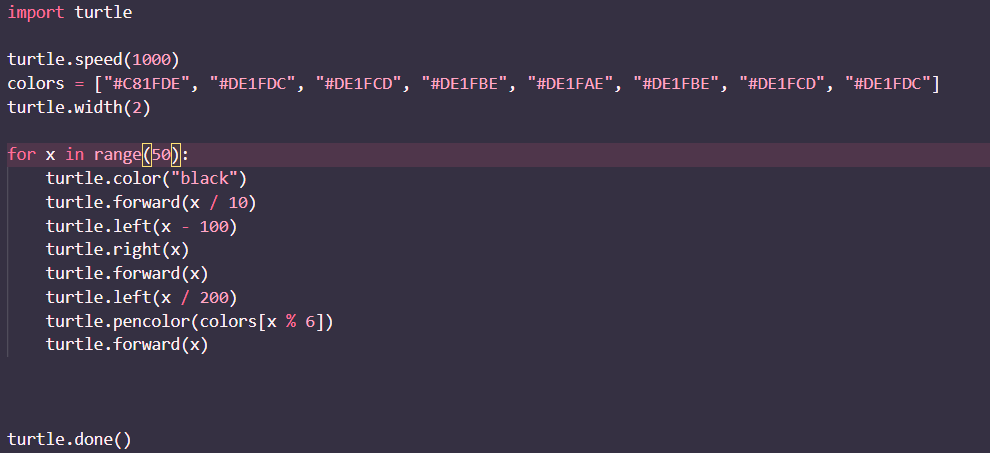 import turtle
turtle.speed(1000)
colors = ["#C81FDE", "#DE1FDC", "#DE1FCD", "#DE1FBE", "#DE1FAE", "#DE1FBE", "#DE1FCD", "#DE1FDC"]
turtle.width(2)
for x in range(50):
    turtle.color("black")
    turtle.forward(x / 10)
    turtle.left(x - 100)
    turtle.right(x)
    turtle.forward(x)
    turtle.left(x / 200)
    turtle.pencolor(colors[x % 6])
    turtle.forward(x)
turtle.done()